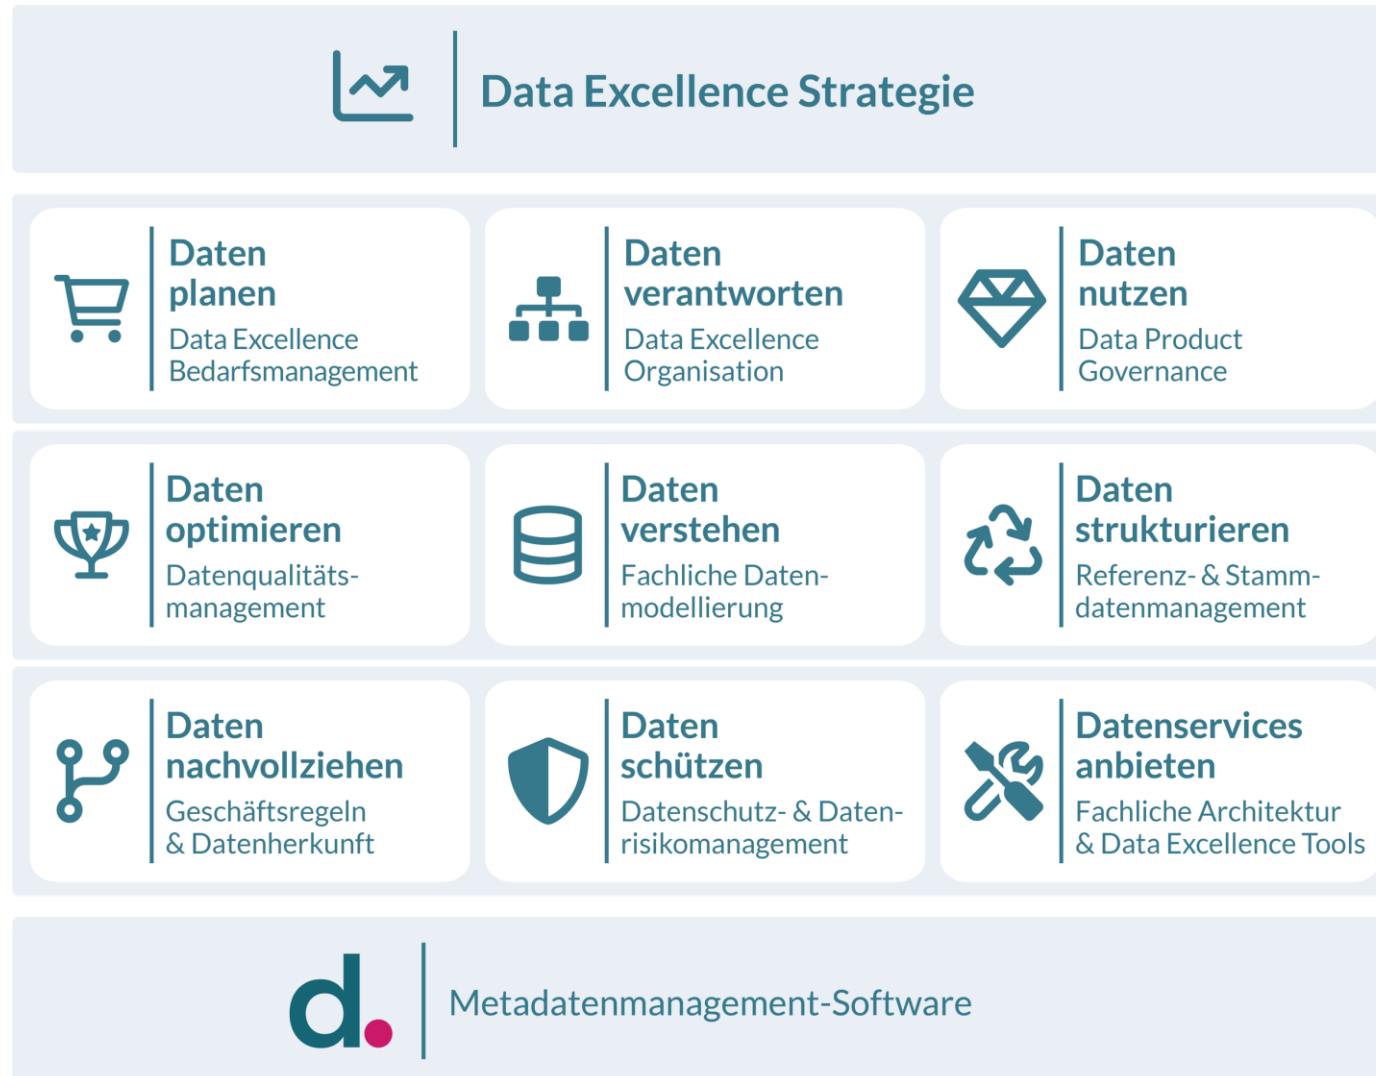 Data Excellence Strategie
Daten
planen
Data Excellence
Bedarfsmanagement
Daten
verantworten
Data Excellence
Organisation
Daten
nutzen
Data Product
Governance
Daten
optimieren
Datenqualitäts-
management
Daten
verstehen
Fachliche Daten-
modellierung
Daten
strukturieren
Referenz- & Stamm-
datenmanagement
Daten
nachvollziehen
Geschäftsregeln
& Datenherkunft
Daten
schützen
Datenschutz- & Daten-
risikomanagement
Datenservices
anbieten
Fachliche Architektur
& Data Excellence Tools
d.
Metadatenmanagement-Software